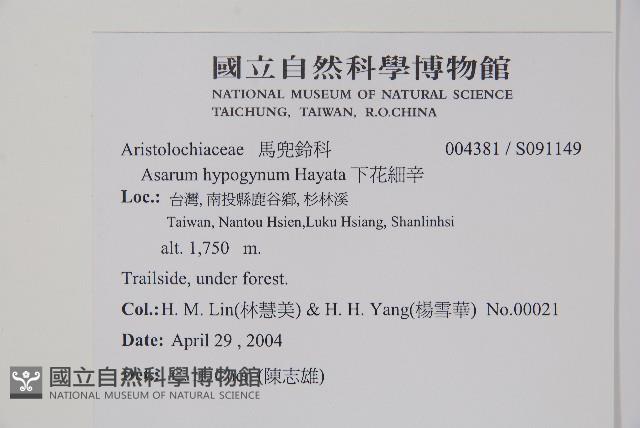 國立自然科學博物館
NATIONAL MUSEUM OF NATURAL SCIENCE
TAICHUNG, TAIWAN, R.O.CHINA
Aristolochiaceae 馬兜鈴科 004381 / S091149
Asarum hypogynum Hayata 下花細辛
Loc.: 台灣, 南投縣鹿谷鄉, 杉林溪
Taiwan, Nantou Hsien,Luku Hsiang, Shanlinhsi
alt. 1,750 m.
Trailside, under forest.
Col.:H. M. Lin(林慧美) & H. H. Yang(楊雪華) No.00021
Date: April 29 , 2004
(陳志雄)
國立自然科學博物館
NATIONAL MUSEUM OF NATURAL SCIENCE